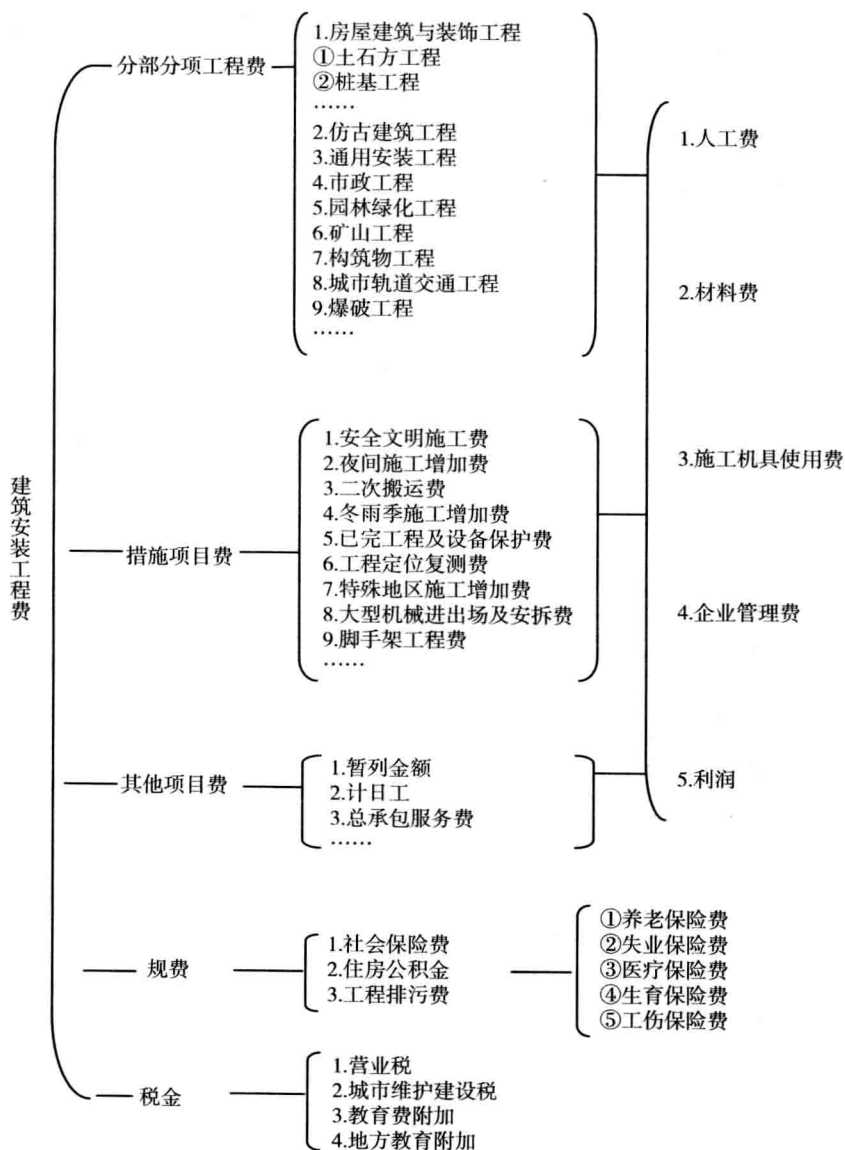 建筑安装工程费
分部分项工程费
1.房屋建筑与装饰工程
①土石方工程
②桩基工程
……
2.仿古建筑工程
3.通用安装工程
4.市政工程
5.园林绿化工程
6.矿山工程
7.构筑物工程
8.城市轨道交通工程
9.爆破工程
……
措施项目费
1.安全文明施工费
2.夜间施工增加费
3.二次搬运费
4.冬雨季施工增加费
5.已完工程及设备保护费
6.工程定位复测费
7.特殊地区施工增加费
8.大型机械进出场及安拆费
9.脚手架工程费
……
其他项目费
1.暂列金额
2.计日工
3.总承包服务费
……
1.人工费
2.材料费
3.施工机具使用费
4.企业管理费
5.利润
规费
1.社会保险费
2.住房公积金
3.工程排污费
①养老保险费
②失业保险费
③医疗保险费
④生育保险费
⑤工伤保险费
税金
1.营业税
2.城市维护建设税
3.教育费附加
4.地方教育附加